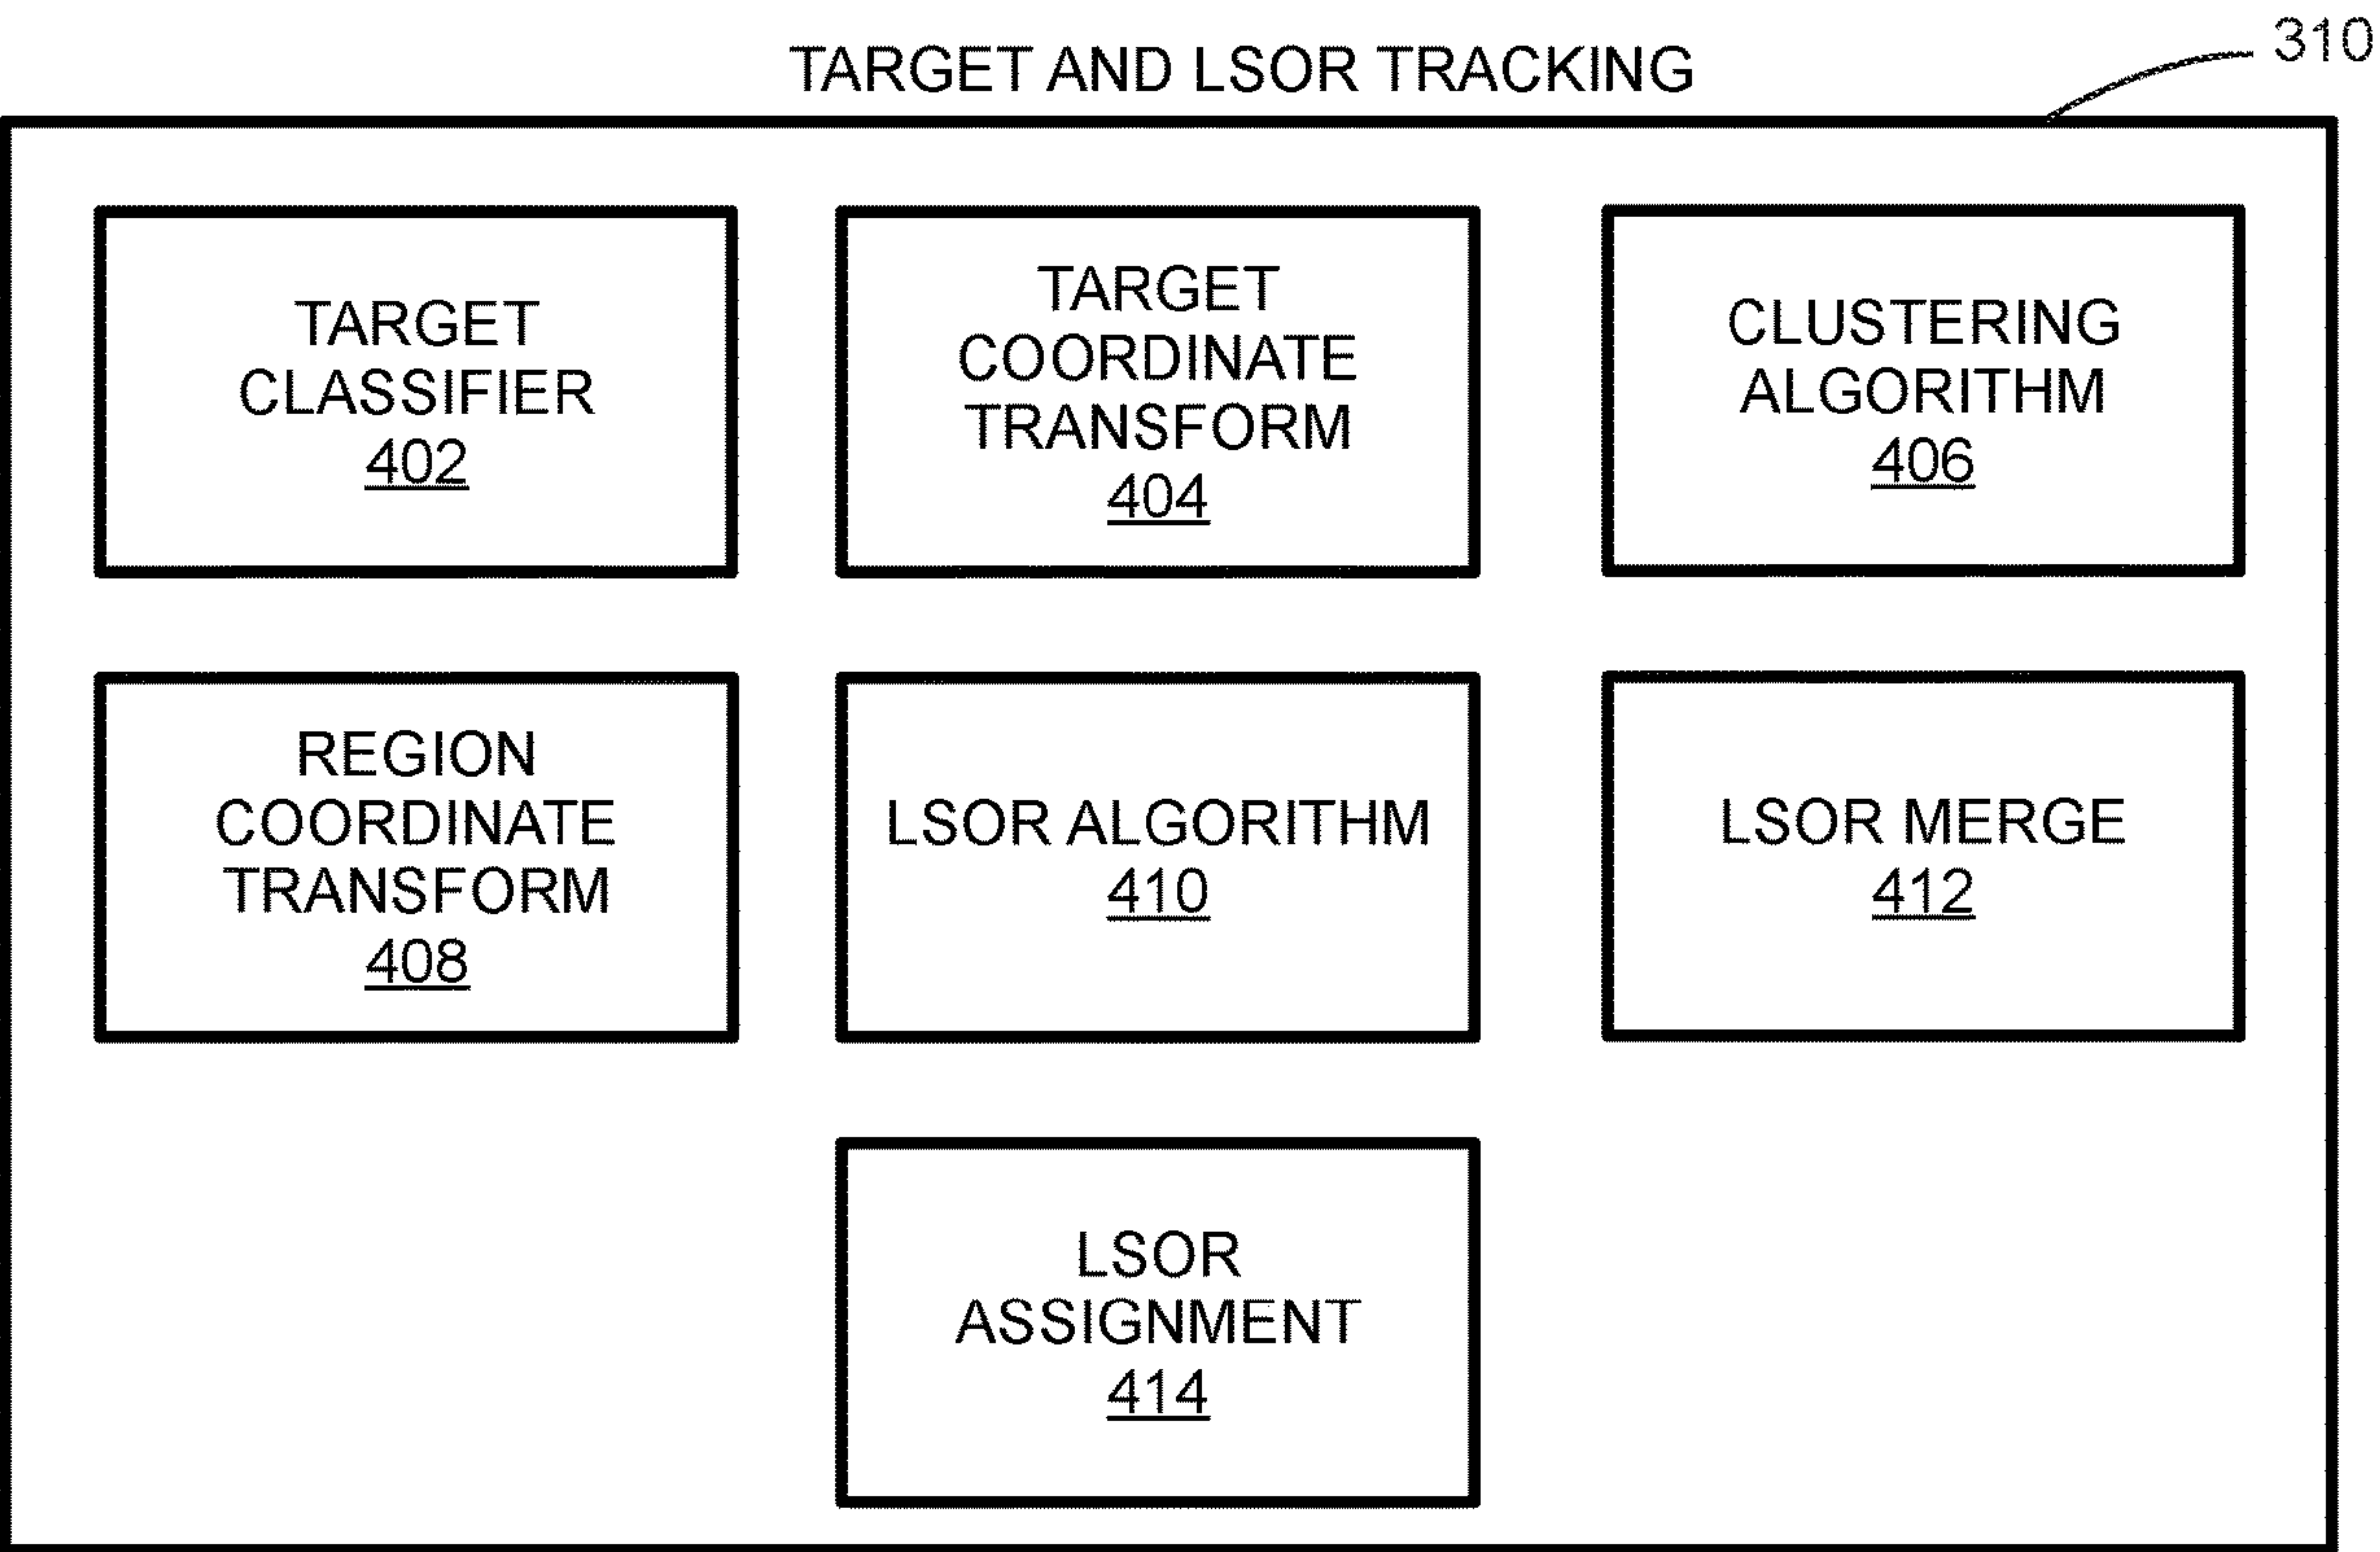 310
TARGET AND LSOR TRACKING
TARGET
CLASSIFIER
402
TARGET
COORDINATE
TRANSFORM
404
CLUSTERING
ALGORITHM
406
REGION
COORDINATE
TRANSFORM
408
LSOR ALGORITHM
410
LSOR MERGE
412
LSOR
ASSIGNMENT
414